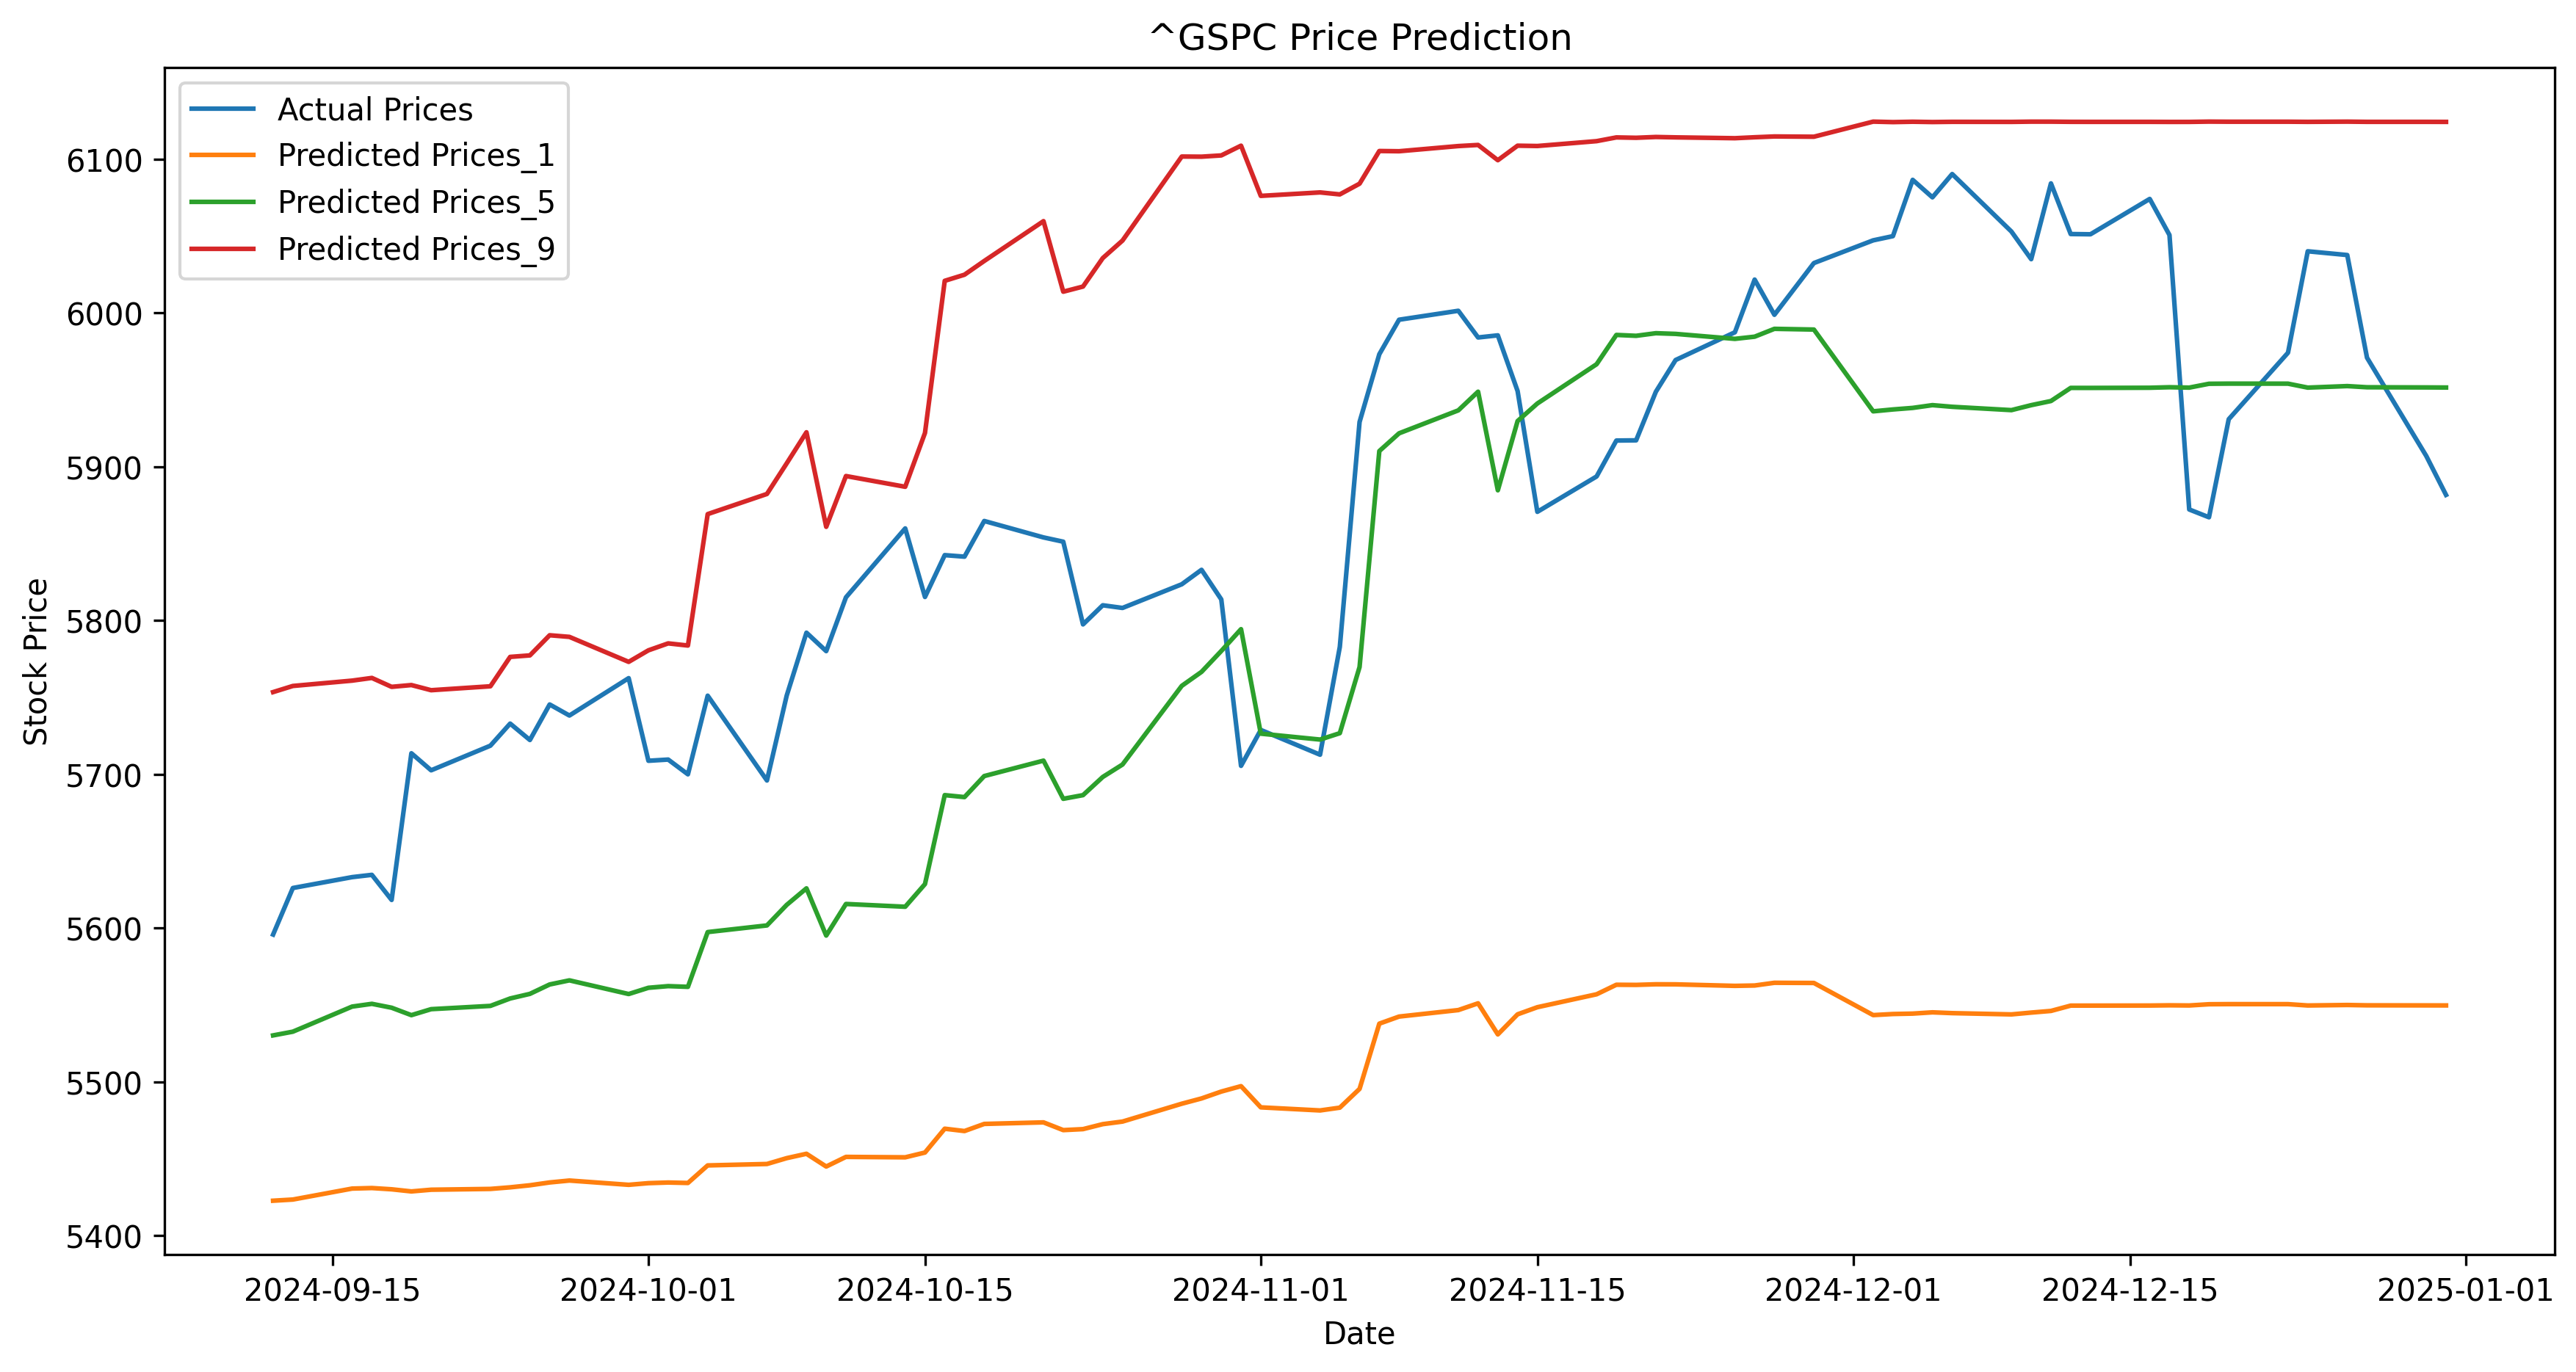 ^GSPC Price Prediction
Actual Prices
Predicted Prices_1
Predicted Prices_5
Predicted Prices_9
6100
6000
5900
5800
5700
5600
5500
5400
Stock Price
2024-09-15 2024-10-01 2024-10-15 2024-11-01 2024-11-15 2024-12-01 2024-12-15 2025-01-01
Date